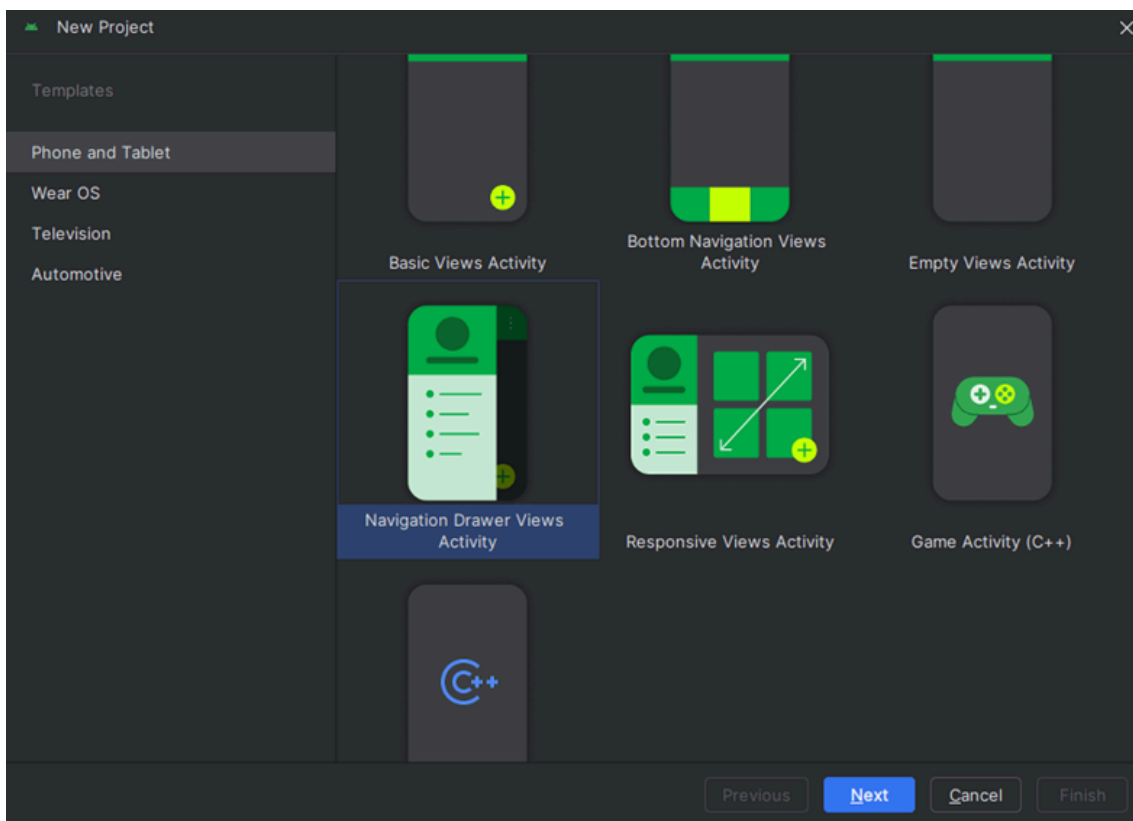 New Project
Templates
Phone and Tablet
Wear OS
Television
Automotive
Basic Views Activity
Bottom Navigation Views
Activity
Empty Views Activity
Navigation Drawer Views
Activity
Responsive Views Activity
Game Activity (C++)
C++
Previous
Next
Cancel
Finish